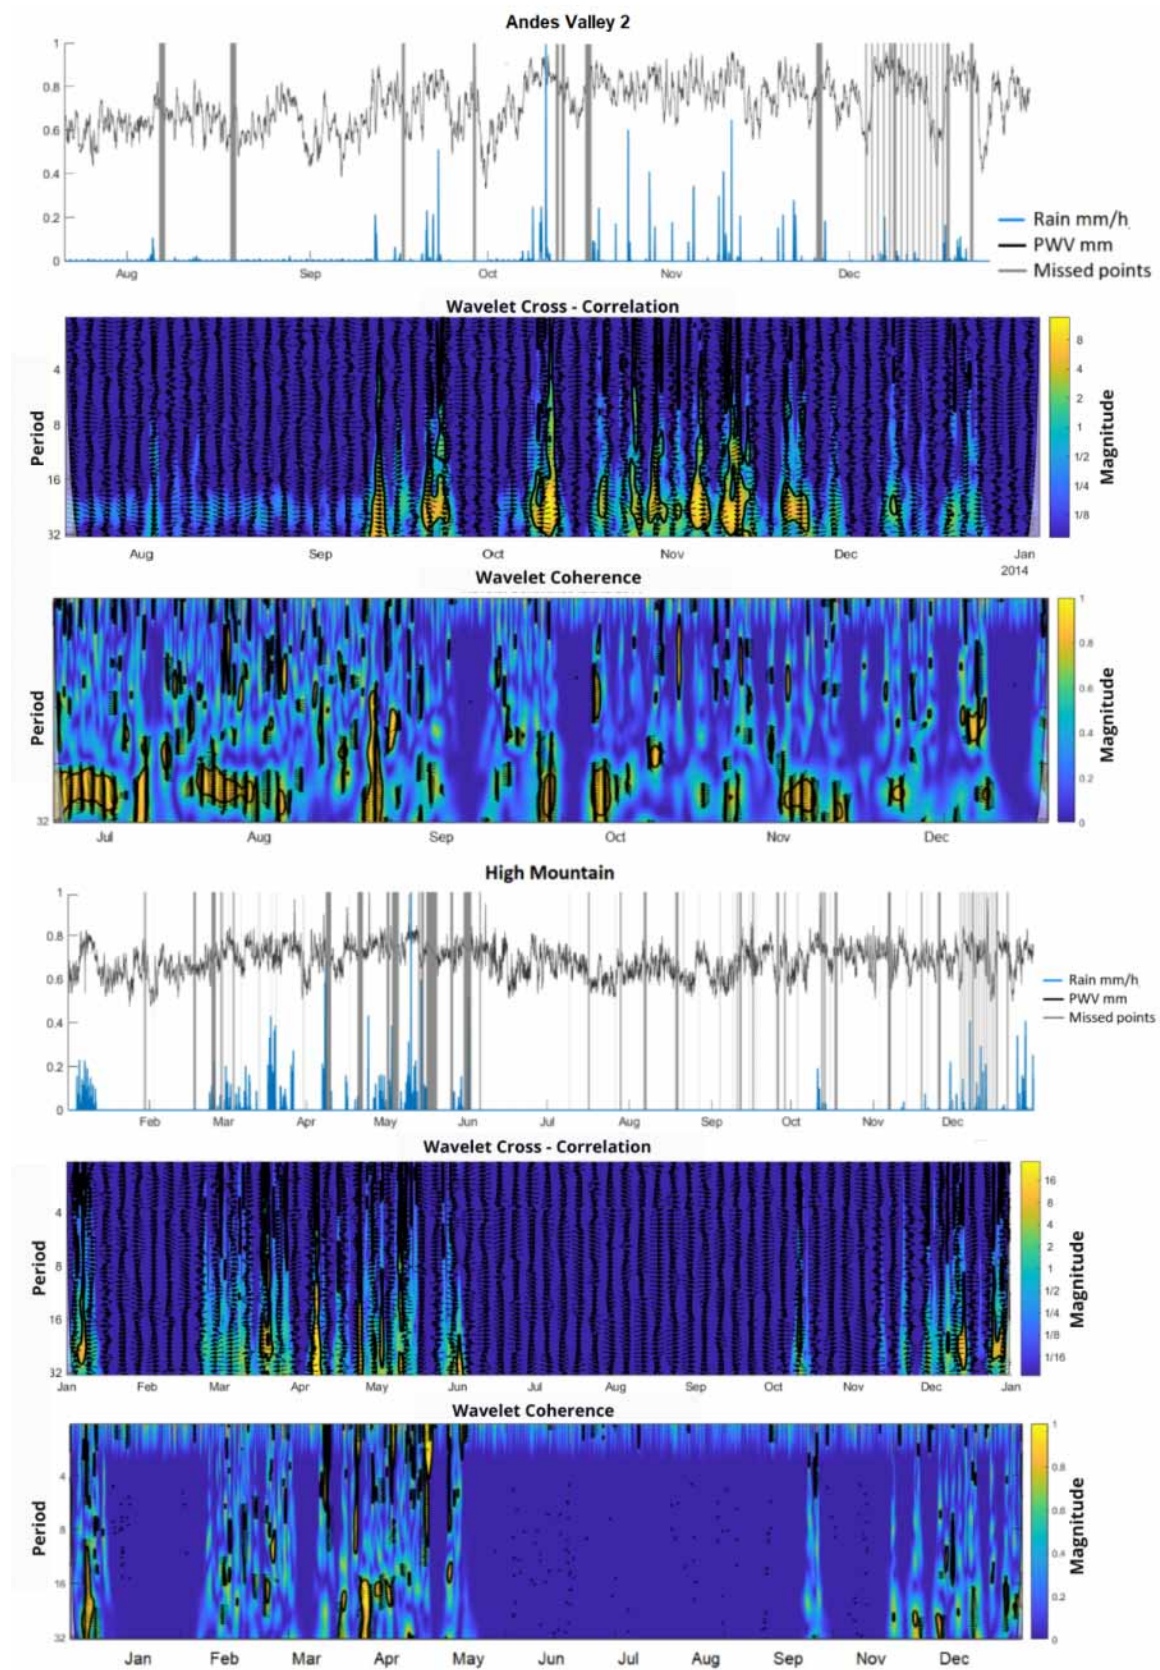 Andes Valley 2
1
0.8
0.6
0.4
0.2
0
Aug Sep Oct Nov Dec
Rain mm/h
PWV mm
Missed points
Wavelet Cross - Correlation
Period
4
8
16
32
Aug Sep Oct Nov Dec Jan
2014
8
4
2
1
1/2
1/4
1/8
Magnitude
Wavelet Coherence
Period
32
Jul Aug Sep Oct Nov Dec
1
0.8
0.6
0.4
0.2
0
Magnitude
High Mountain
1
0.8
0.6
0.4
0.2
0
Feb Mar Apr May Jun Jul Aug Sep Oct Nov Dec
Rain mm/h
PWV mm
Missed points
Wavelet Cross - Correlation
Period
4
8
16
32
Jan Feb Mar Apr May Jun Jul Aug Sep Oct Nov Dec Jan
16
8
4
2
1
1/2
1/4
1/8
1/16
Magnitude
Wavelet Coherence
Period
4
8
16
32
Jan Feb Mar Apr May Jun Jul Aug Sep Oct Nov Dec
1
0.8
0.6
0.4
0.2
0
Magnitude